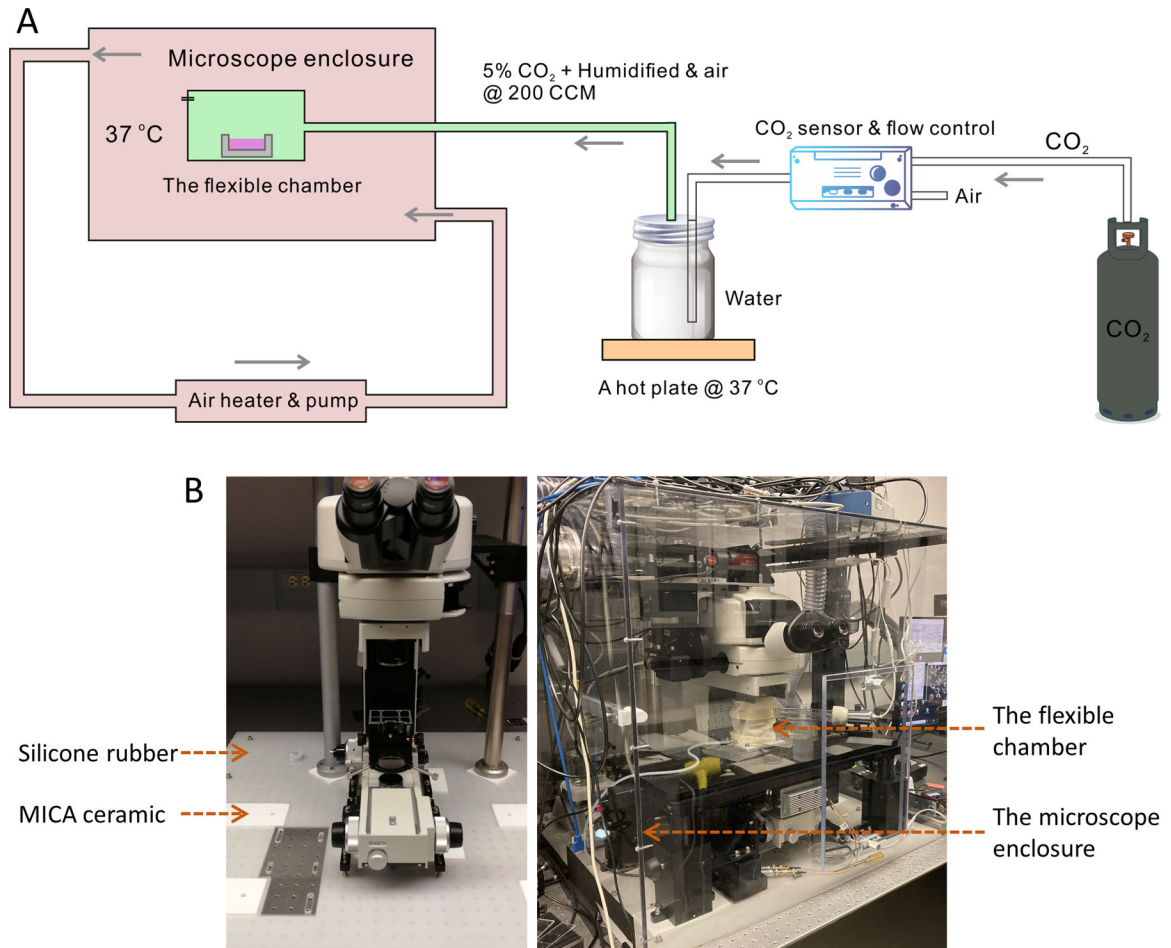 A
Microscope enclosure
37 °C
The flexible chamber
5% CO₂ + Humidified & air
@ 200 CCM
CO₂ sensor & flow control
CO₂
Air
Water
CO₂
A hot plate @ 37 °C
Air heater & pump
B
Silicone rubber
MICA ceramic
The flexible
chamber
The microscope
enclosure